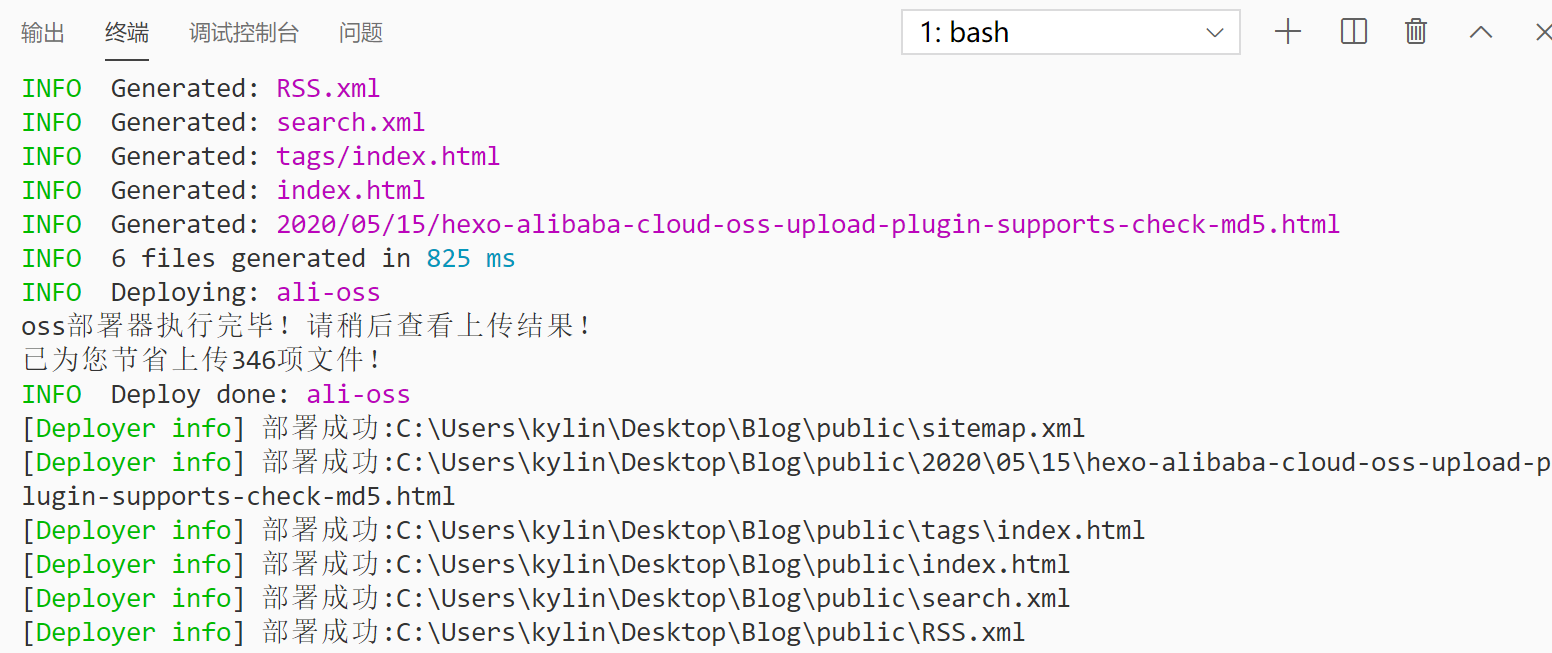 输出 终端 调试控制台 问题 1: bash
INFO  Generated: RSS.xml
INFO  Generated: search.xml
INFO  Generated: tags/index.html
INFO  Generated: index.html
INFO  Generated: 2020/05/15/hexo-alibaba-cloud-oss-upload-plugin-supports-check-md5.html
INFO  6 files generated in 825 ms
INFO  Deploying: ali-oss
oss部署器执行完毕！请稍后查看上传结果！
已为您节省上传346项文件！
INFO  Deploy done: ali-oss
[Deployer info] 部署成功:C:\Users\kylin\Desktop\Blog\public\sitemap.xml
[Deployer info] 部署成功:C:\Users\kylin\Desktop\Blog\public\2020\05\15\hexo-alibaba-cloud-oss-upload-p
lugin-supports-check-md5.html
[Deployer info] 部署成功:C:\Users\kylin\Desktop\Blog\public\tags\index.html
[Deployer info] 部署成功:C:\Users\kylin\Desktop\Blog\public\index.html
[Deployer info] 部署成功:C:\Users\kylin\Desktop\Blog\public\search.xml
[Deployer info] 部署成功:C:\Users\kylin\Desktop\Blog\public\RSS.xml